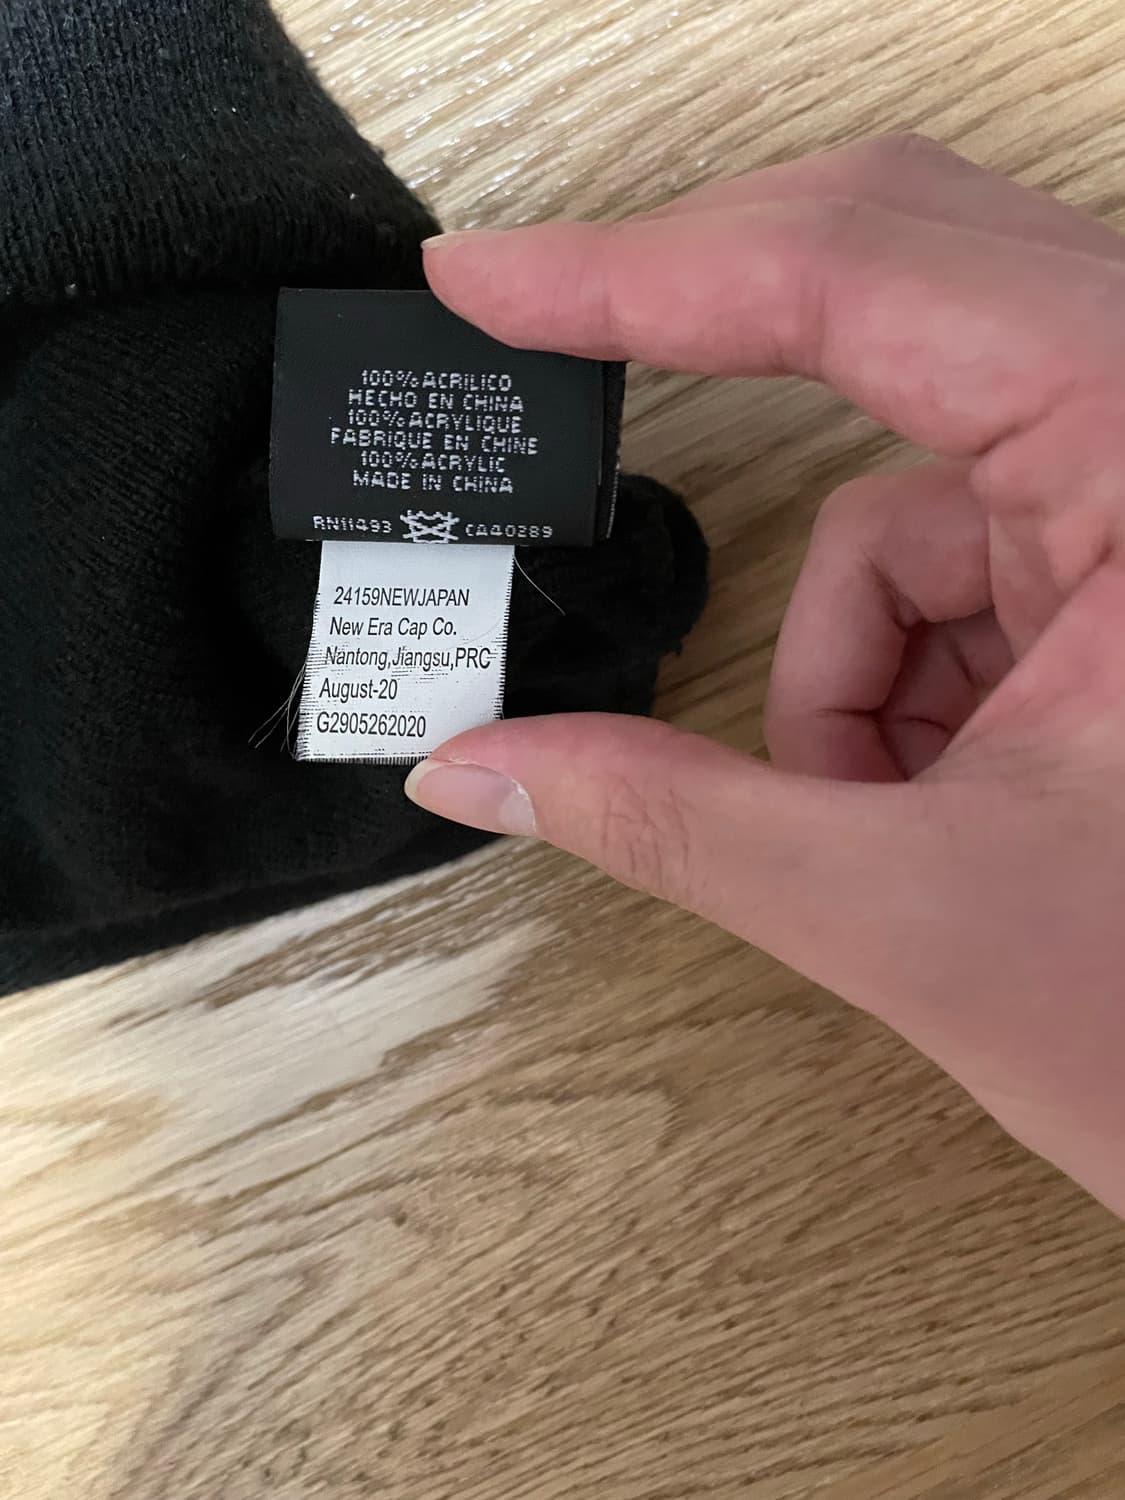 100% ACRILICO
HECHO EN CHINA
100% ACRYLIQUE
FABRIQUE EN CHINE
100% ACRYLIC
MADE IN CHINA
RN11493 CA40389
24159NEWJAPAN
New Era Cap Co.
Nantong,Jiangsu,PRC
August-20
G2905262020